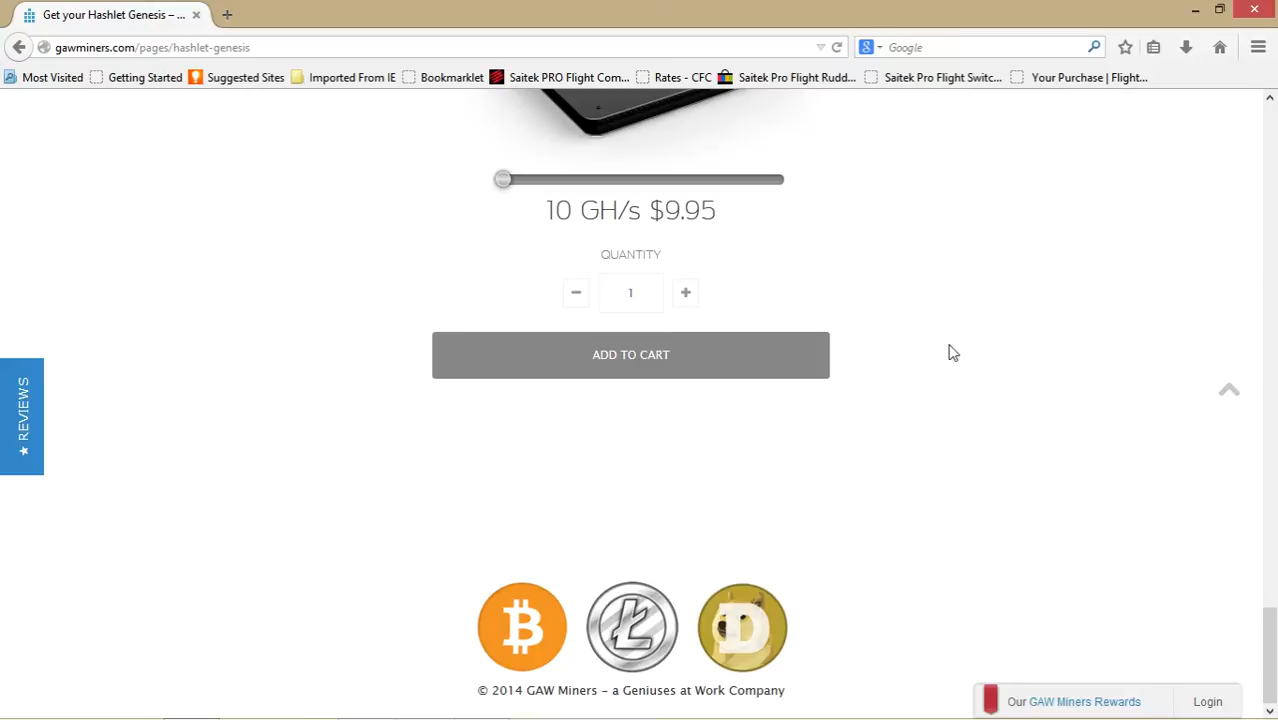 Get your Hashlet Genesis – ...
gawminers.com/pages/hashlet-genesis
Google
Most Visited
Getting Started
Suggested Sites
Imported From IE
Bookmarklet
Saitek PRO Flight Com...
Rates - CFC
Saitek Pro Flight Rudd...
Saitek Pro Flight Switc...
Your Purchase | Flight...
10 GH/s $9.95
QUANTITY
1
ADD TO CART
★ REVIEWS
© 2014 GAW Miners – a Geniuses at Work Company
Our GAW Miners Rewards
Login